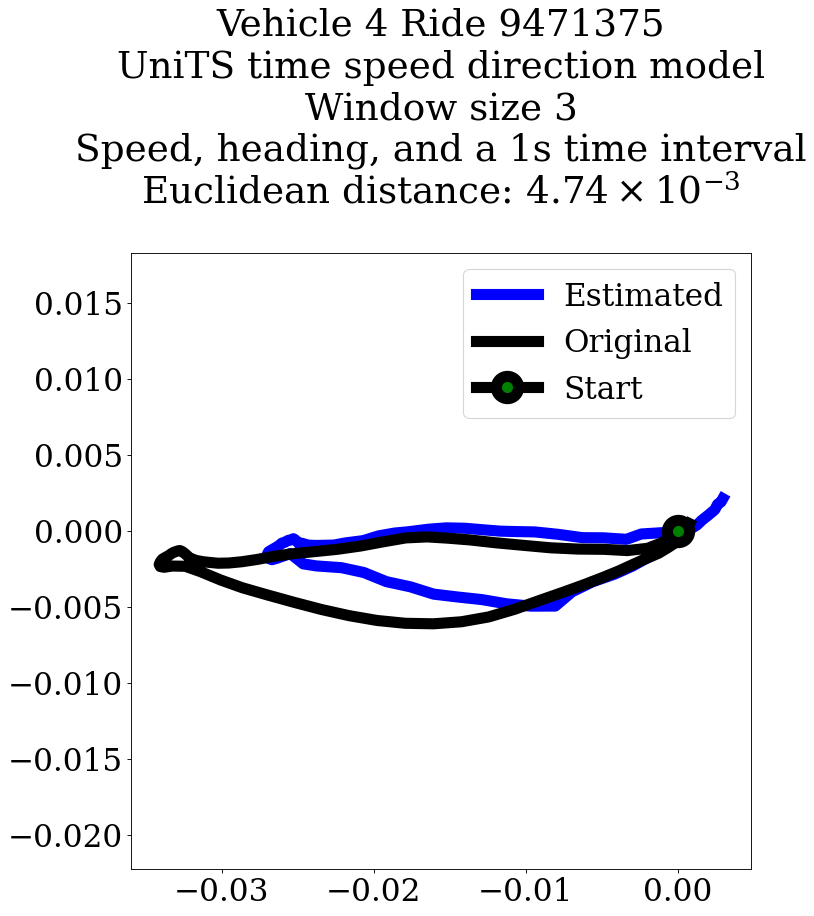 Vehicle 4 Ride 9471375
UniTS time speed direction model
Window size 3
Speed, heading, and a 1s time interval
Euclidean distance: 4.74 × 10⁻³
Estimated
Original
Start
0.015
0.010
0.005
0.000
−0.005
−0.010
−0.015
−0.020
−0.03 −0.02 −0.01 0.00